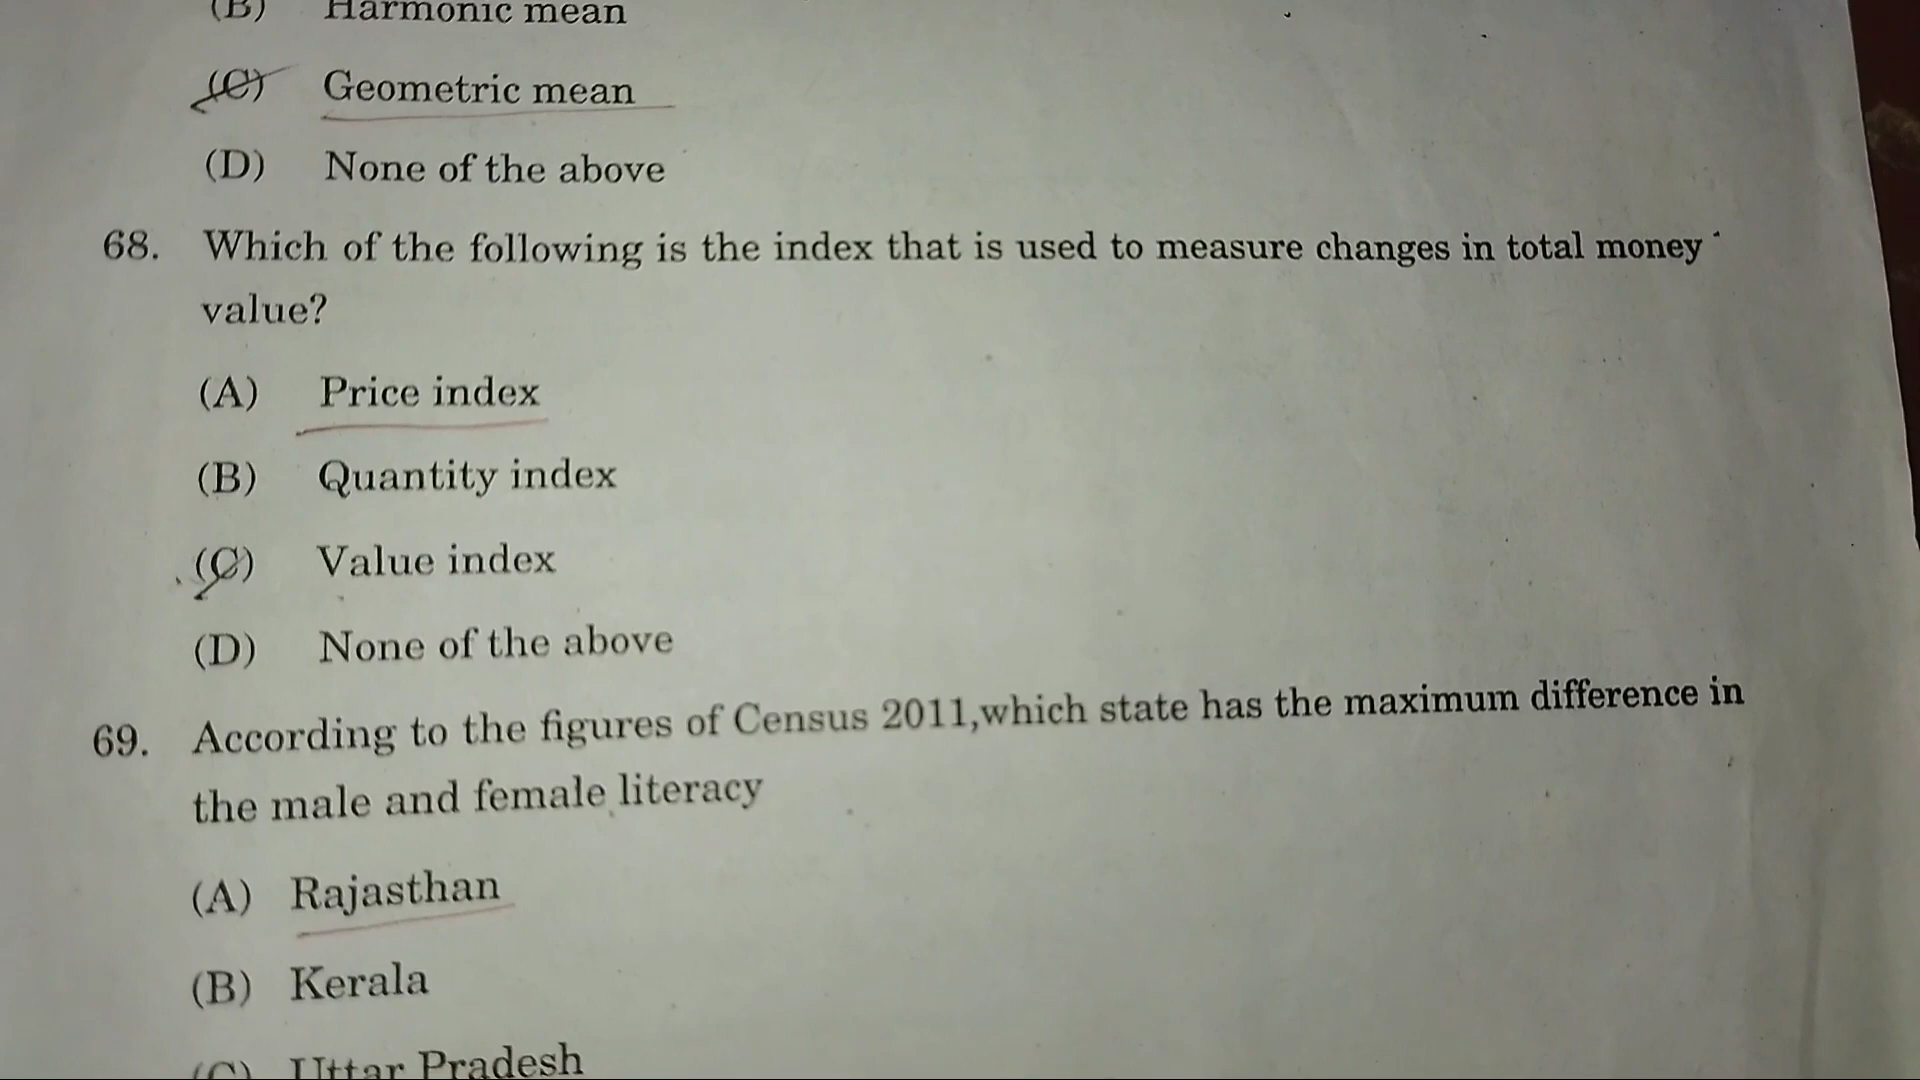 (B) Harmonic mean
(C) Geometric mean
(D) None of the above
68. Which of the following is the index that is used to measure changes in total money
value?
(A) Price index
(B) Quantity index
(C) Value index
(D) None of the above
69. According to the figures of Census 2011,which state has the maximum difference in
the male and female literacy
(A) Rajasthan
(B) Kerala
(C) Uttar Pradesh